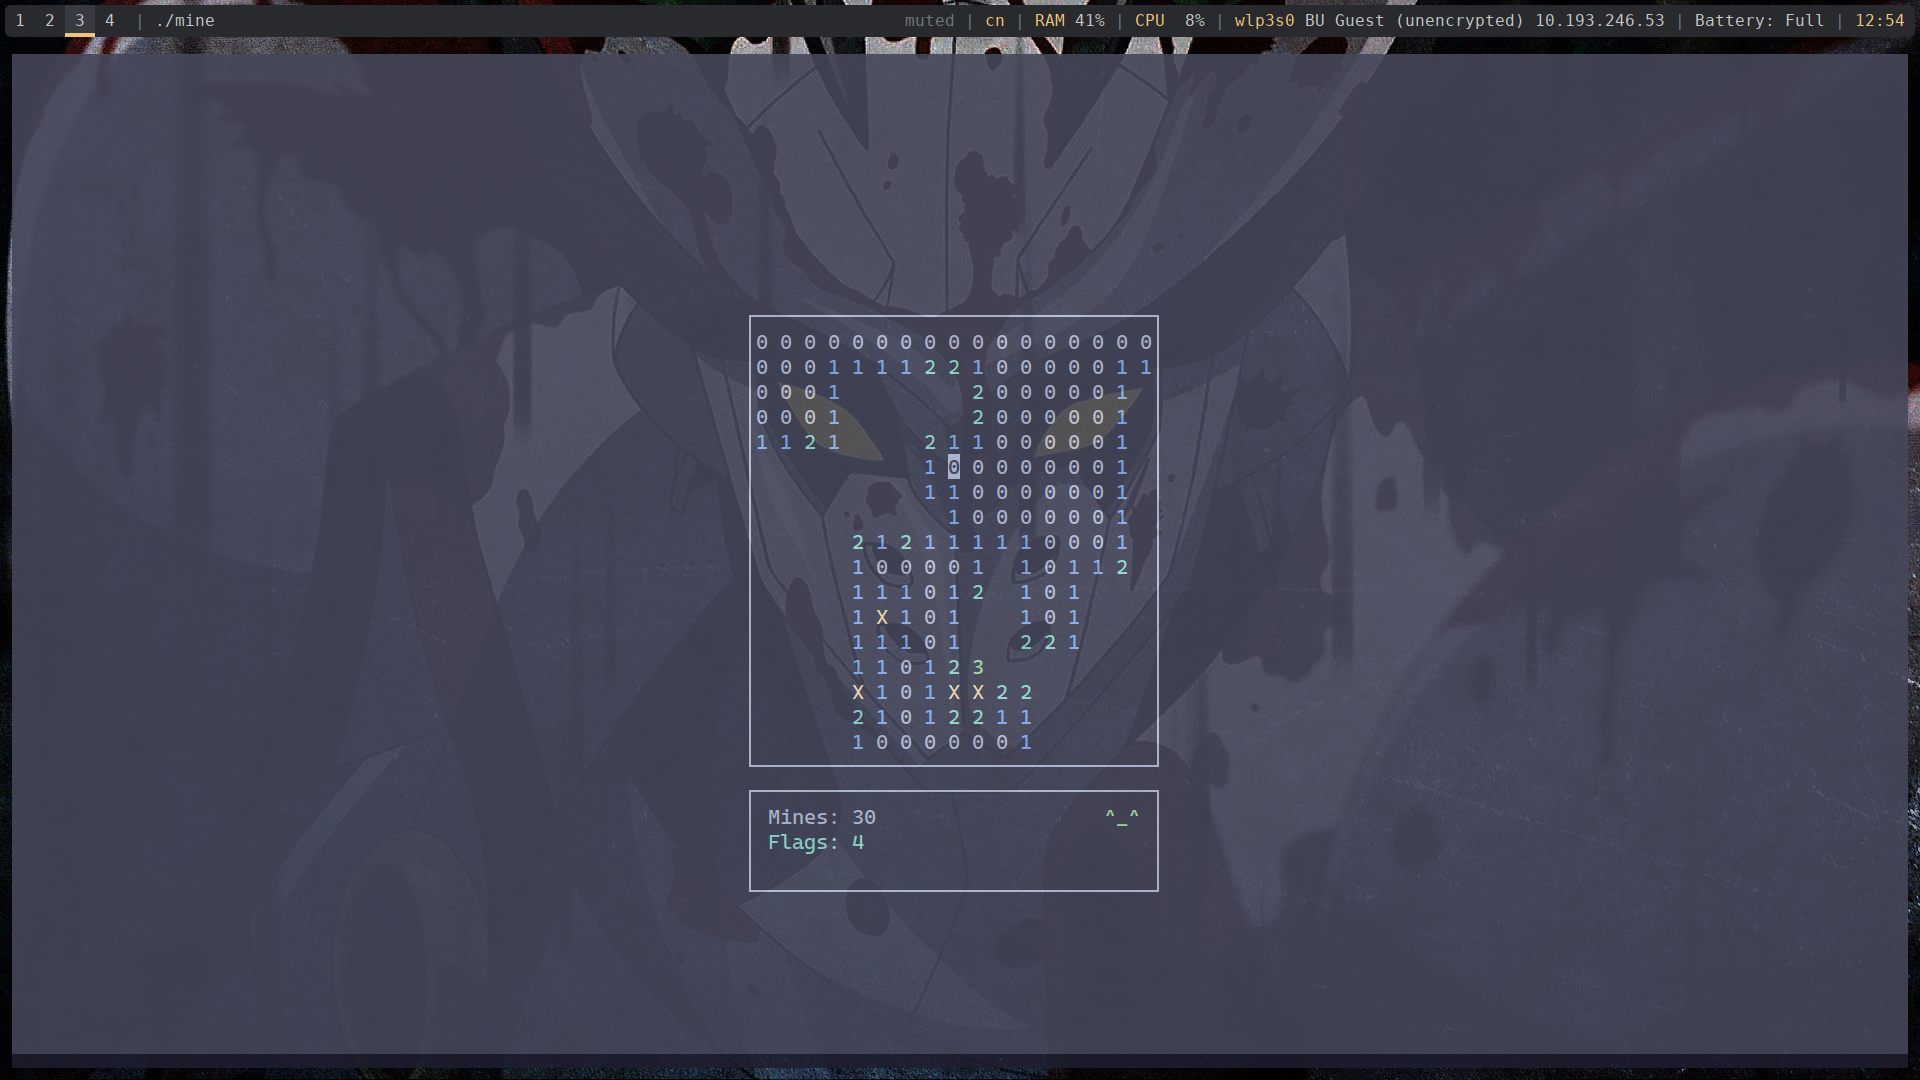 1 2 3 4 | ./mine muted | cn | RAM 41% | CPU 8% | wlp3s0 BU Guest (unencrypted) 10.193.246.53 | Battery: Full | 12:54
0 0 0 0 0 0 0 0 0 0 0 0 0 0 0 0 0
0 0 0 1 1 1 1 2 2 1 0 0 0 0 0 1 1
0 0 0 1 2 0 0 0 0 0 1
0 0 0 1 2 0 0 0 0 0 1
1 1 2 1 2 1 1 0 0 0 0 0 1
1 0 0 0 0 0 0 0 1
1 1 0 0 0 0 0 0 1
1 0 0 0 0 0 0 1
2 1 2 1 1 1 1 1 0 0 0 1
1 0 0 0 0 1 1 0 1 1 2
1 1 1 0 1 2 1 0 1
1 X 1 0 1 1 0 1
1 1 1 0 1 2 2 1
1 1 0 1 2 3
X 1 0 1 X X 2 2
2 1 0 1 2 2 1 1
1 0 0 0 0 0 0 1
Mines: 30 ^_^
Flags: 4